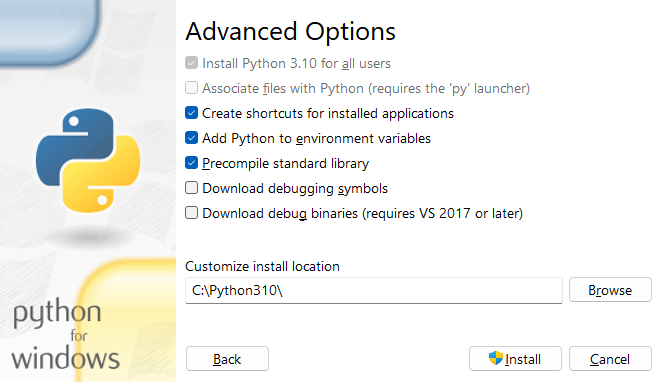 Advanced Options
Install Python 3.10 for all users
Associate files with Python (requires the 'py' launcher)
Create shortcuts for installed applications
Add Python to environment variables
Precompile standard library
Download debugging symbols
Download debug binaries (requires VS 2017 or later)
Customize install location
C:\Python310\
Browse
python
for
windows
Back
Install
Cancel